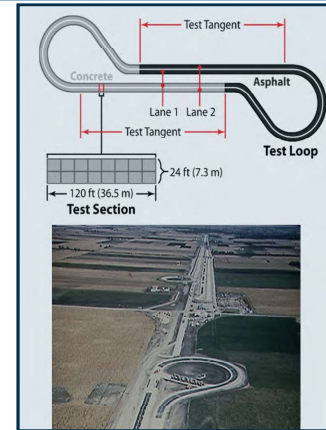 Test Tangent
Concrete
Asphalt
Lane 1
Lane 2
Test Tangent
Test Loop
24 ft (7.3 m)
120 ft (36.5 m)
Test Section